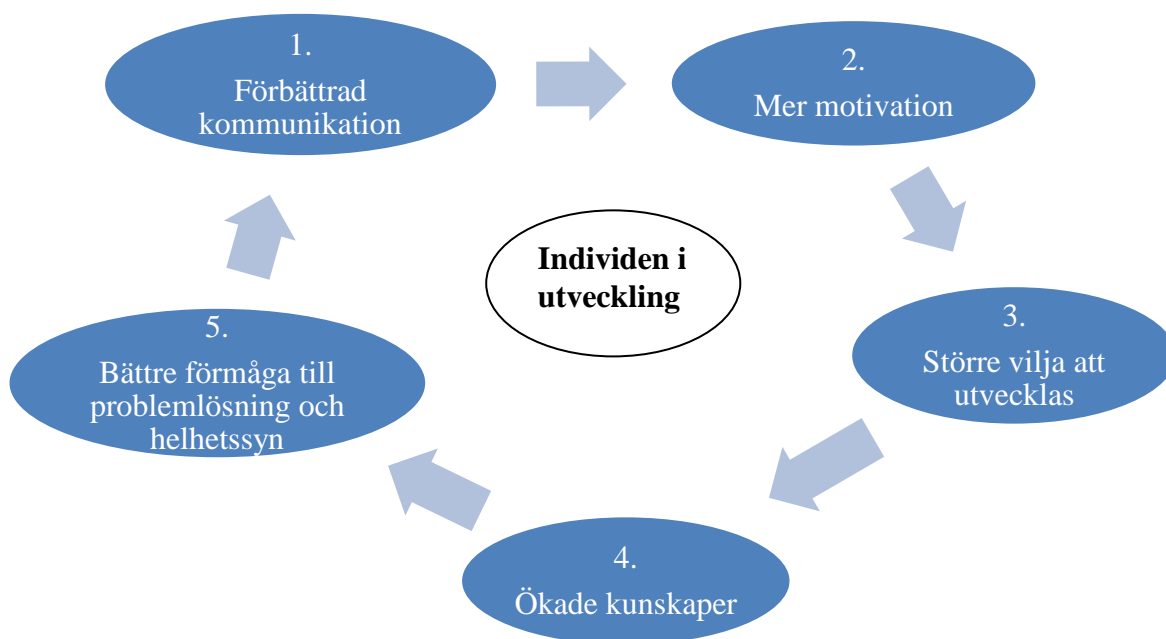 1.
Förbättrad
kommunikation
2.
Mer motivation
Individen i
utveckling
3.
Större vilja att
utvecklas
4.
Ökade kunskaper
5.
Bättre förmåga till
problemlösning och
helhetssyn